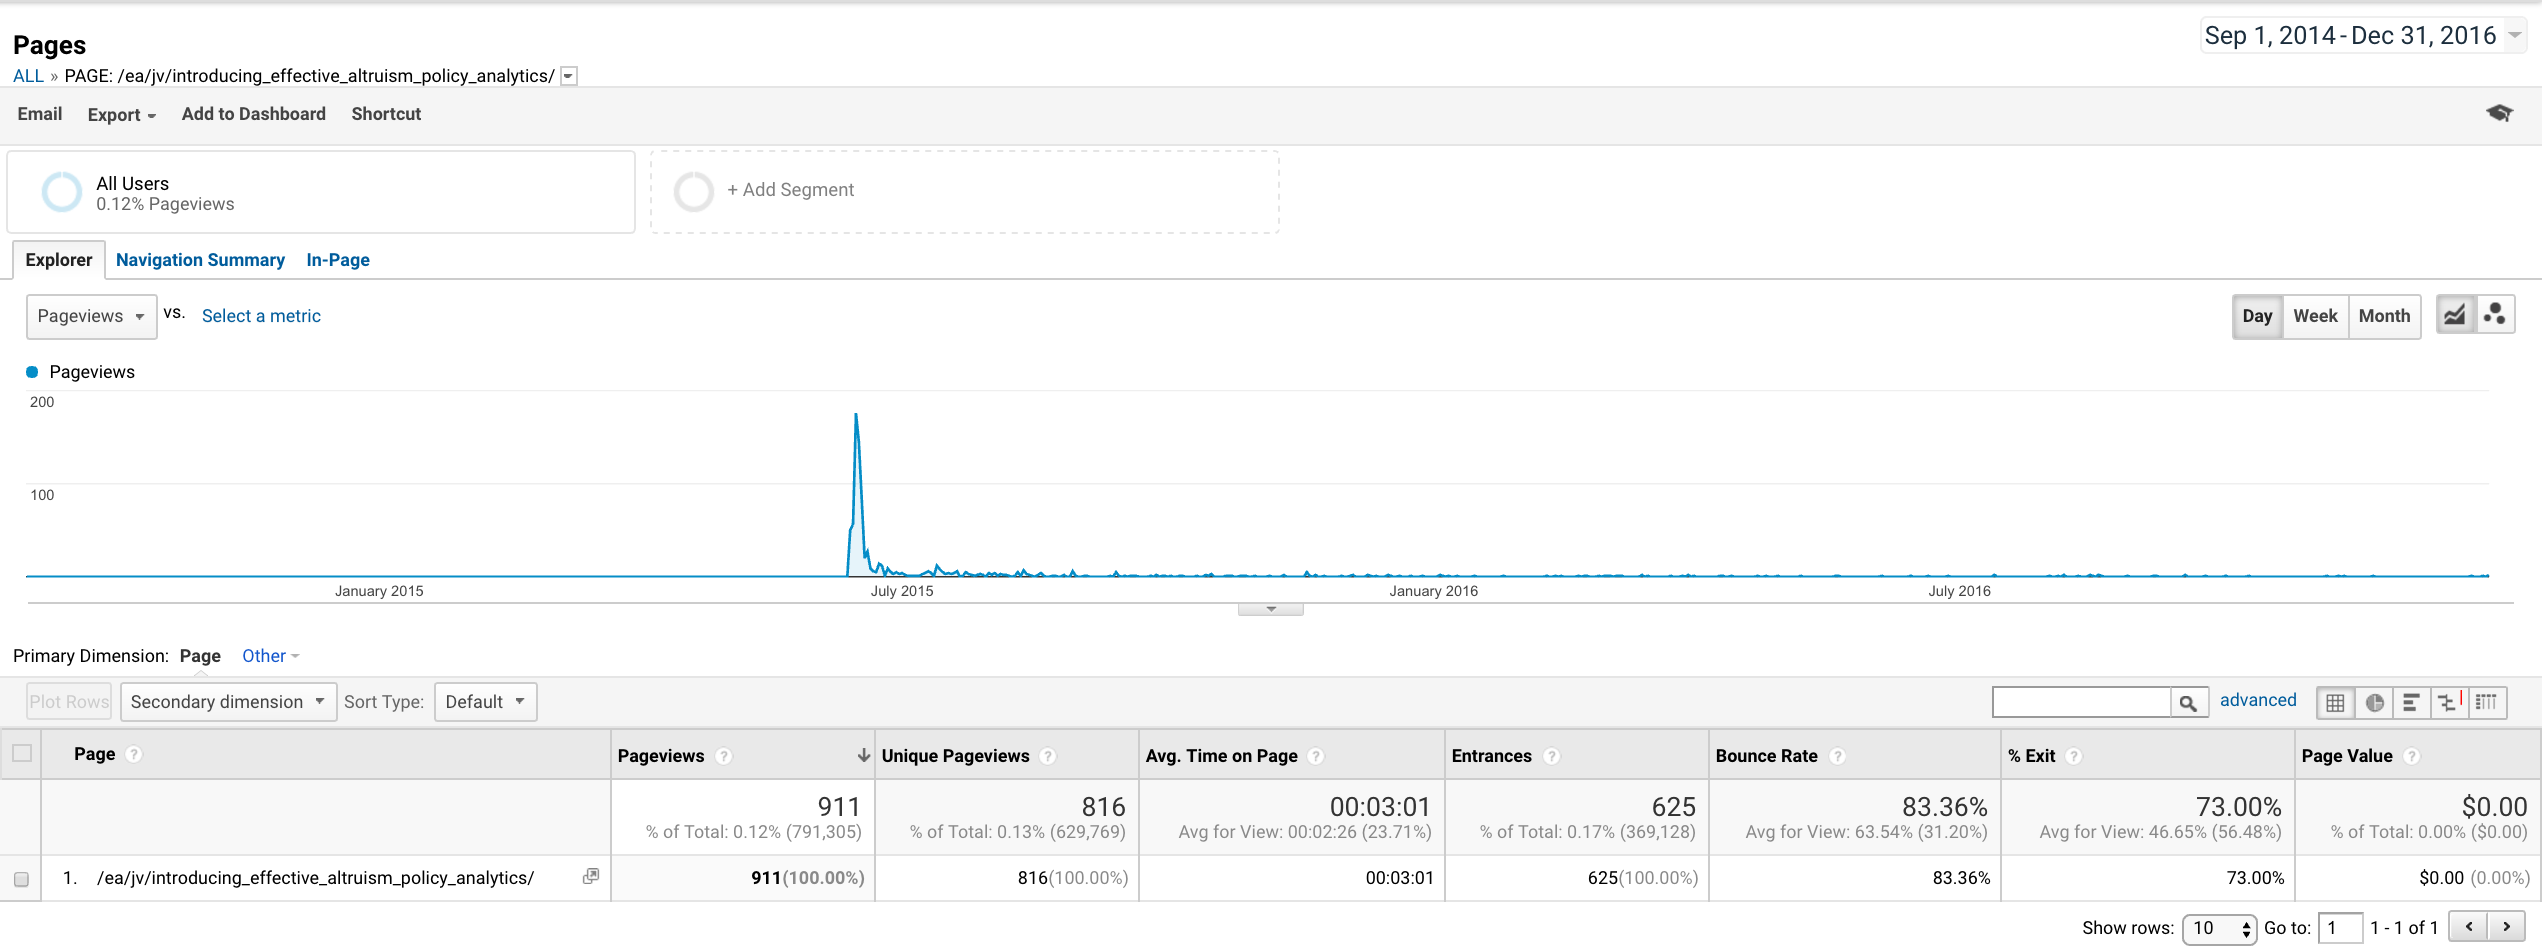 Pages
Sep 1, 2014 - Dec 31, 2016
ALL » PAGE: /ea/jv/introducing_effective_altruism_policy_analytics/
Email Export Add to Dashboard Shortcut
All Users
0.12% Pageviews
+ Add Segment
Explorer Navigation Summary In-Page
Pageviews vs. Select a metric
Day Week Month
Pageviews
200
100
January 2015 July 2015 January 2016 July 2016
Primary Dimension: Page Other
Plot Rows Secondary dimension Sort Type: Default advanced
Page ? Pageviews ? Unique Pageviews ? Avg. Time on Page ? Entrances ? Bounce Rate ? % Exit ? Page Value ?
911 816 00:03:01 625 83.36% 73.00% $0.00
% of Total: 0.12% (791,305) % of Total: 0.13% (629,769) Avg for View: 00:02:26 (23.71%) % of Total: 0.17% (369,128) Avg for View: 63.54% (31.20%) Avg for View: 46.65% (56.48%) % of Total: 0.00% ($0.00)
1. /ea/jv/introducing_effective_altruism_policy_analytics/ 911(100.00%) 816(100.00%) 00:03:01 625(100.00%) 83.36% 73.00% $0.00 (0.00%)
Show rows: 10 Go to: 1 1 - 1 of 1